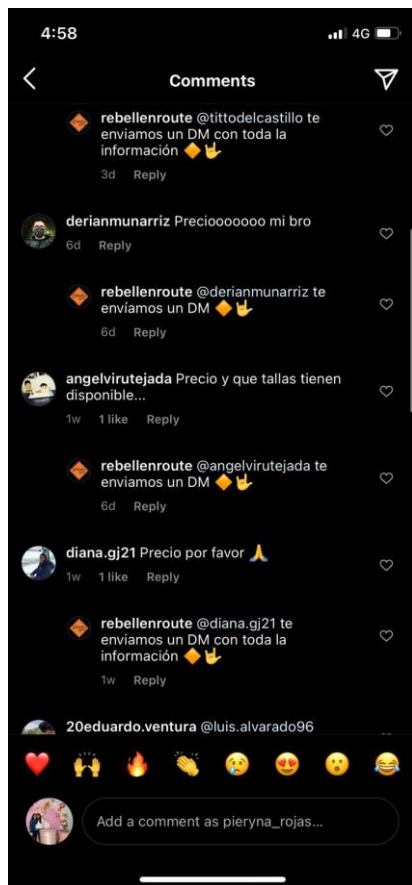 4:58
4G
Comments
rebellenroute @tittodelcastillo te
enviamos un DM con toda la
información 🔶🤟
3d Reply
derianmunarriz Preciooooooo mi bro
6d Reply
rebellenroute @derianmunarriz te
envíamos un DM 🔶🤟
6d Reply
angelvirutejada Precio y que tallas tienen
disponible...
1w 1 like Reply
rebellenroute @angelvirutejada te
enviamos un DM 🔶🤟
6d Reply
diana.gj21 Precio por favor 🙏
1w 1 like Reply
rebellenroute @diana.gj21 te
enviamos un DM con toda la
información 🔶🤟
1w Reply
20eduardo.ventura @luis.alvarado96
❤️ 🙌 🔥 👏 😢 😍 😮 😂
Add a comment as pieryna_rojas...